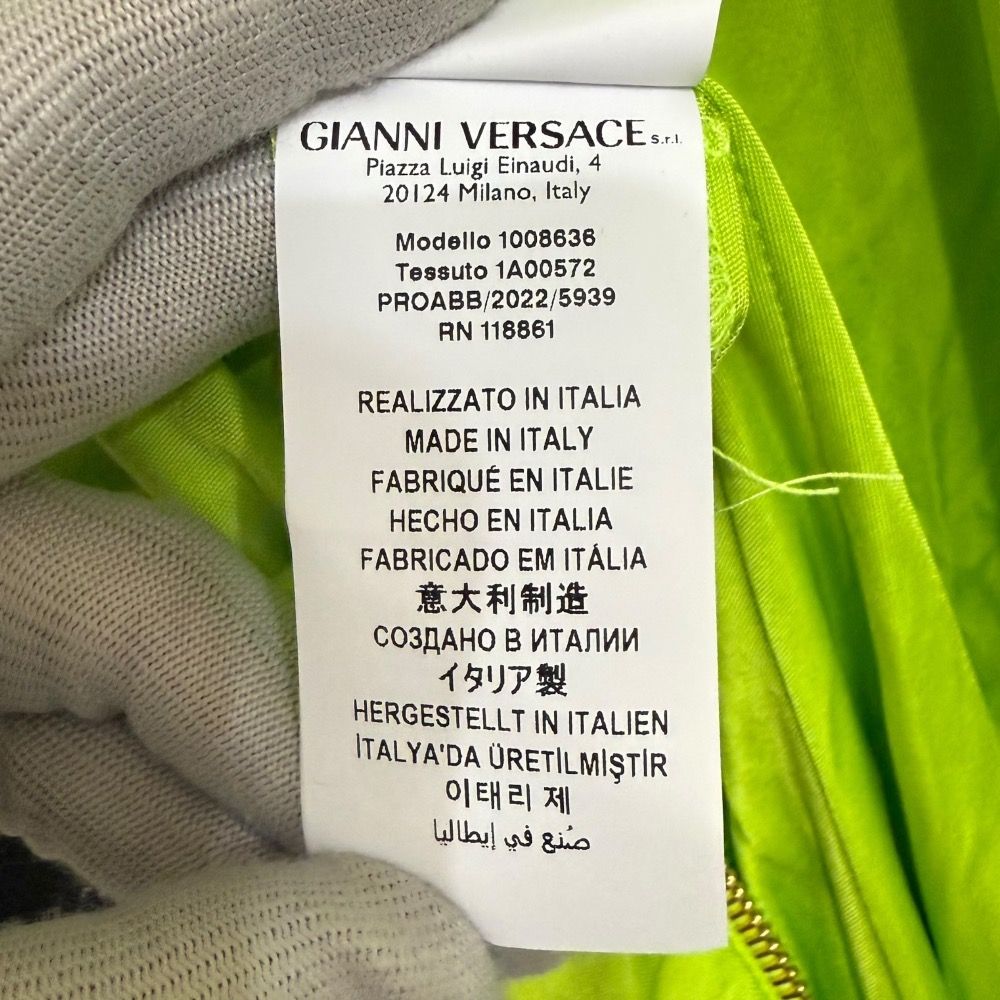 GIANNI VERSACE S.r.l.
Piazza Luigi Einaudi, 4
20124 Milano, Italy
Modello 1008636
Tessuto 1A00572
PROABB/2022/5939
RN 118861
REALIZZATO IN ITALIA
MADE IN ITALY
FABRIQUÉ EN ITALIE
HECHO EN ITALIA
FABRICADO EM ITÁLIA
意大利制造
СОЗДАНО В ИТАЛИИ
イタリア製
HERGESTELLT IN ITALIEN
İTALYA'DA ÜRETİLMİŞTİR
이태리 제
صُنع في إيطاليا